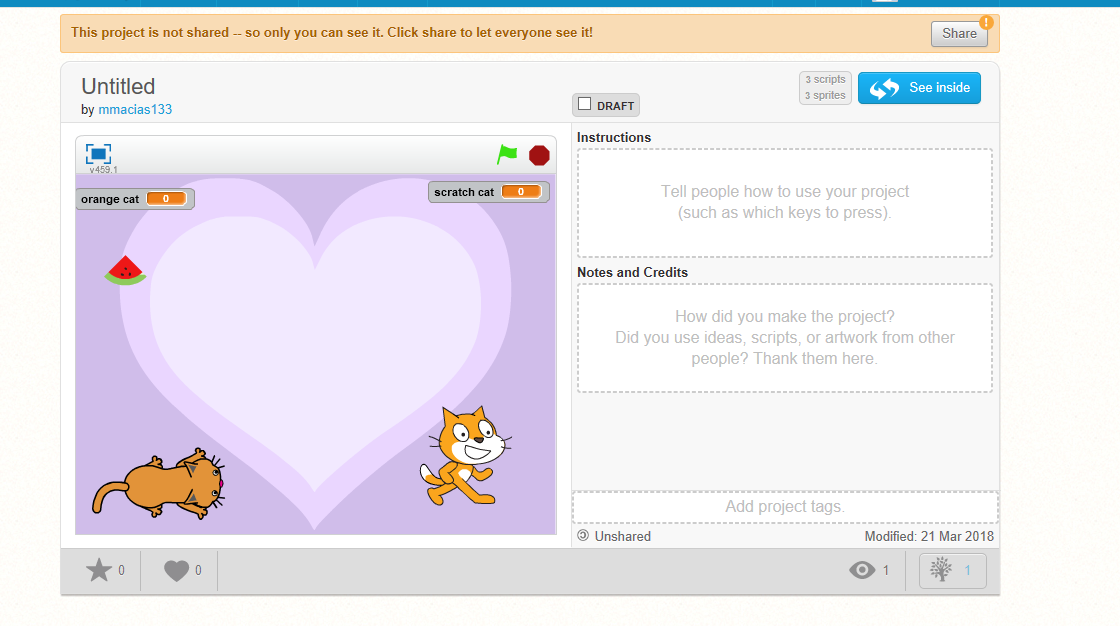 This project is not shared -- so only you can see it. Click share to let everyone see it!
Share
!
Untitled
by mmacias133
DRAFT
3 scripts
3 sprites
See inside
v459.1
orange cat 0
scratch cat 0
Instructions
Tell people how to use your project
(such as which keys to press).
Notes and Credits
How did you make the project?
Did you use ideas, scripts, or artwork from other
people? Thank them here.
Add project tags.
Unshared
Modified: 21 Mar 2018
0
0
1
1